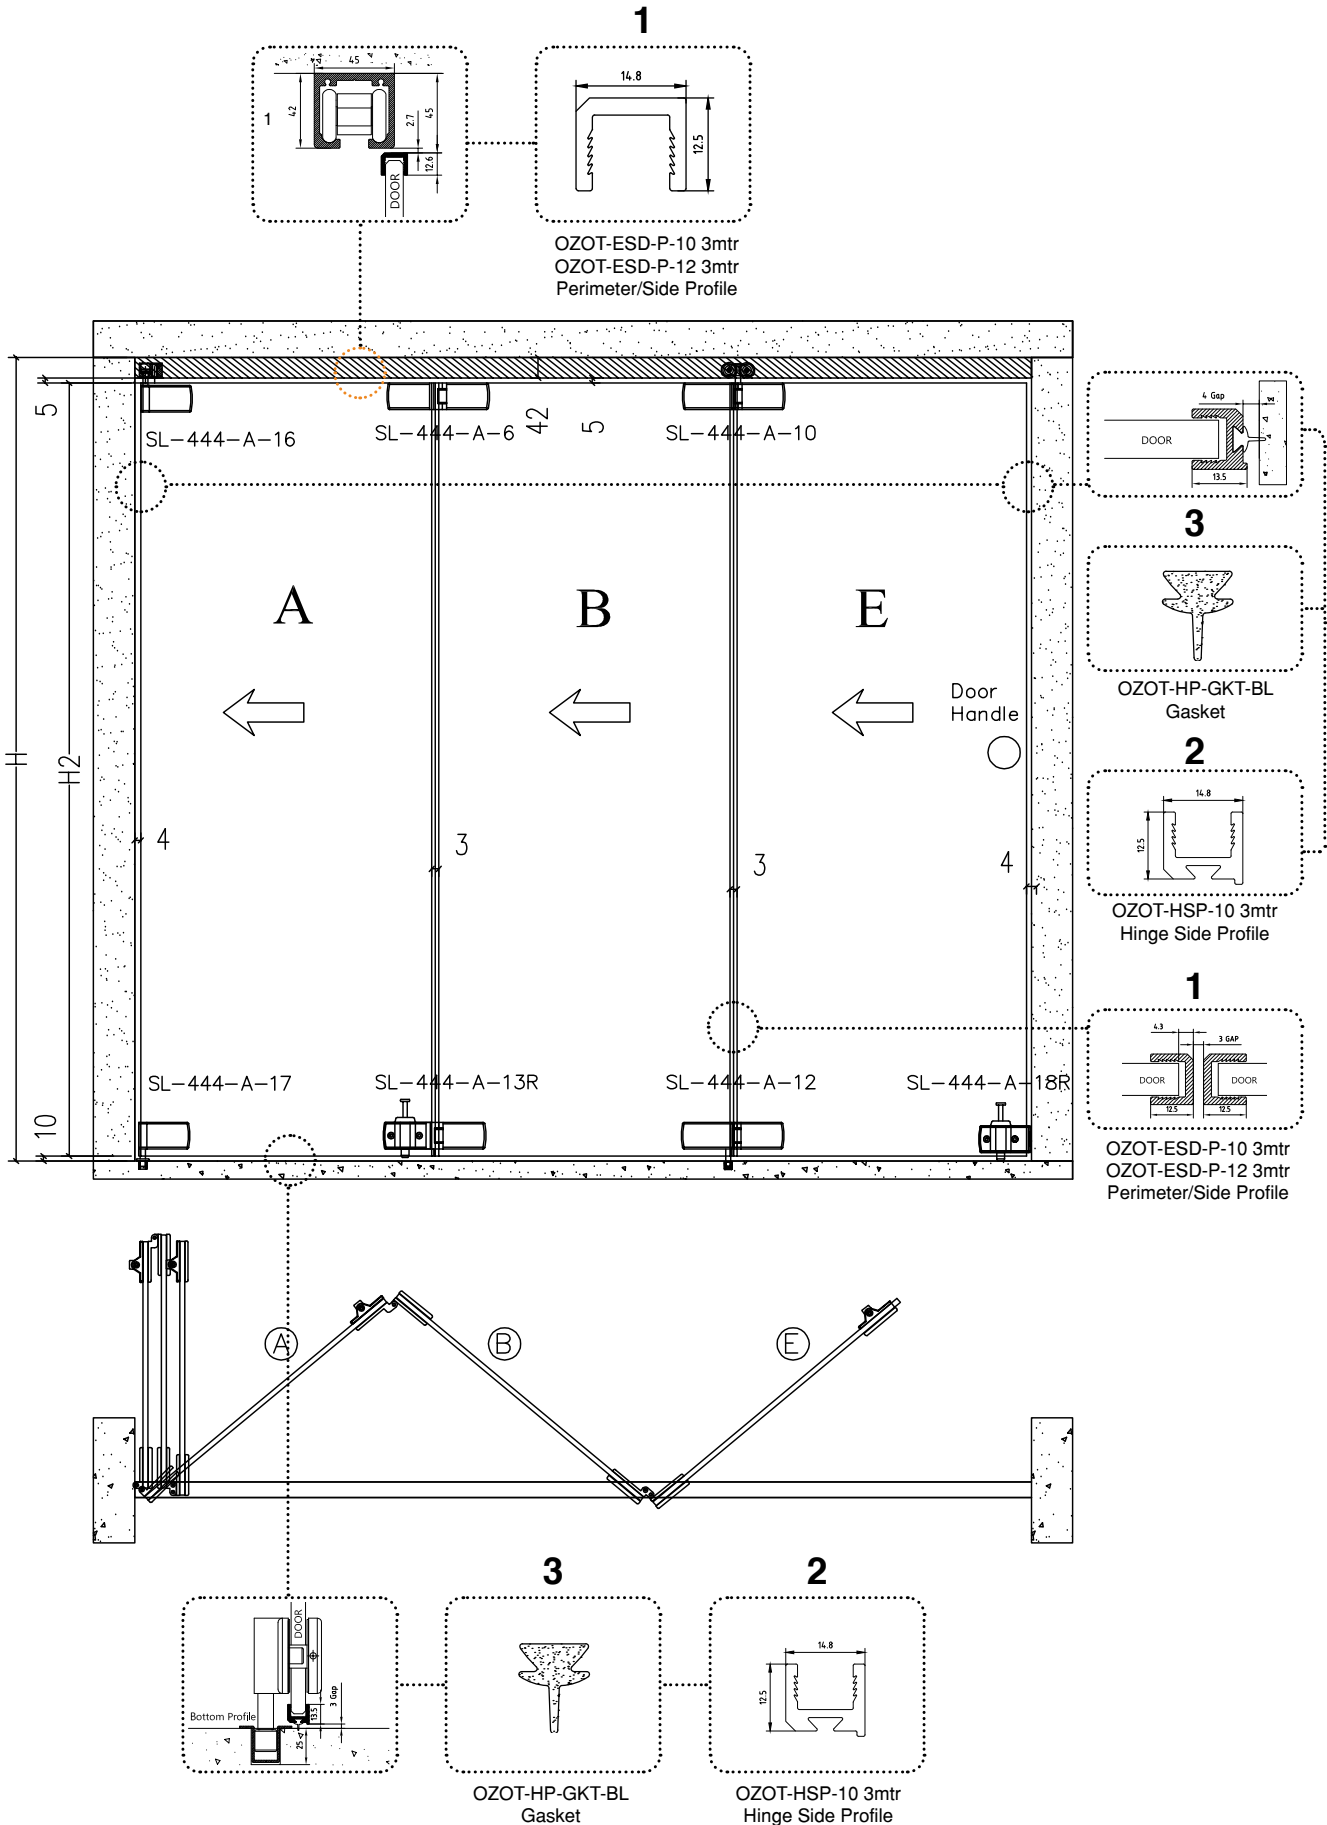 1
45
42
1
2.7
45
12.6
DOOR
14.8
12.5
OZOT-ESD-P-10 3mtr
OZOT-ESD-P-12 3mtr
Perimeter/Side Profile
5
42
5
SL-444-A-16
SL-444-A-6
SL-444-A-10
4 Gap
DOOR
13.5
3
OZOT-HP-GKT-BL
Gasket
A
B
E
Door
Handle
H
H2
2
14.8
12.5
OZOT-HSP-10 3mtr
Hinge Side Profile
4
3
3
4
1
4.3
3 GAP
DOOR
DOOR
12.5
12.5
OZOT-ESD-P-10 3mtr
OZOT-ESD-P-12 3mtr
Perimeter/Side Profile
SL-444-A-17
SL-444-A-13R
SL-444-A-12
SL-444-A-18R
10
A
B
E
DOOR
Bottom Profile
13.5
3 Gap
25
3
OZOT-HP-GKT-BL
Gasket
2
14.8
12.5
OZOT-HSP-10 3mtr
Hinge Side Profile